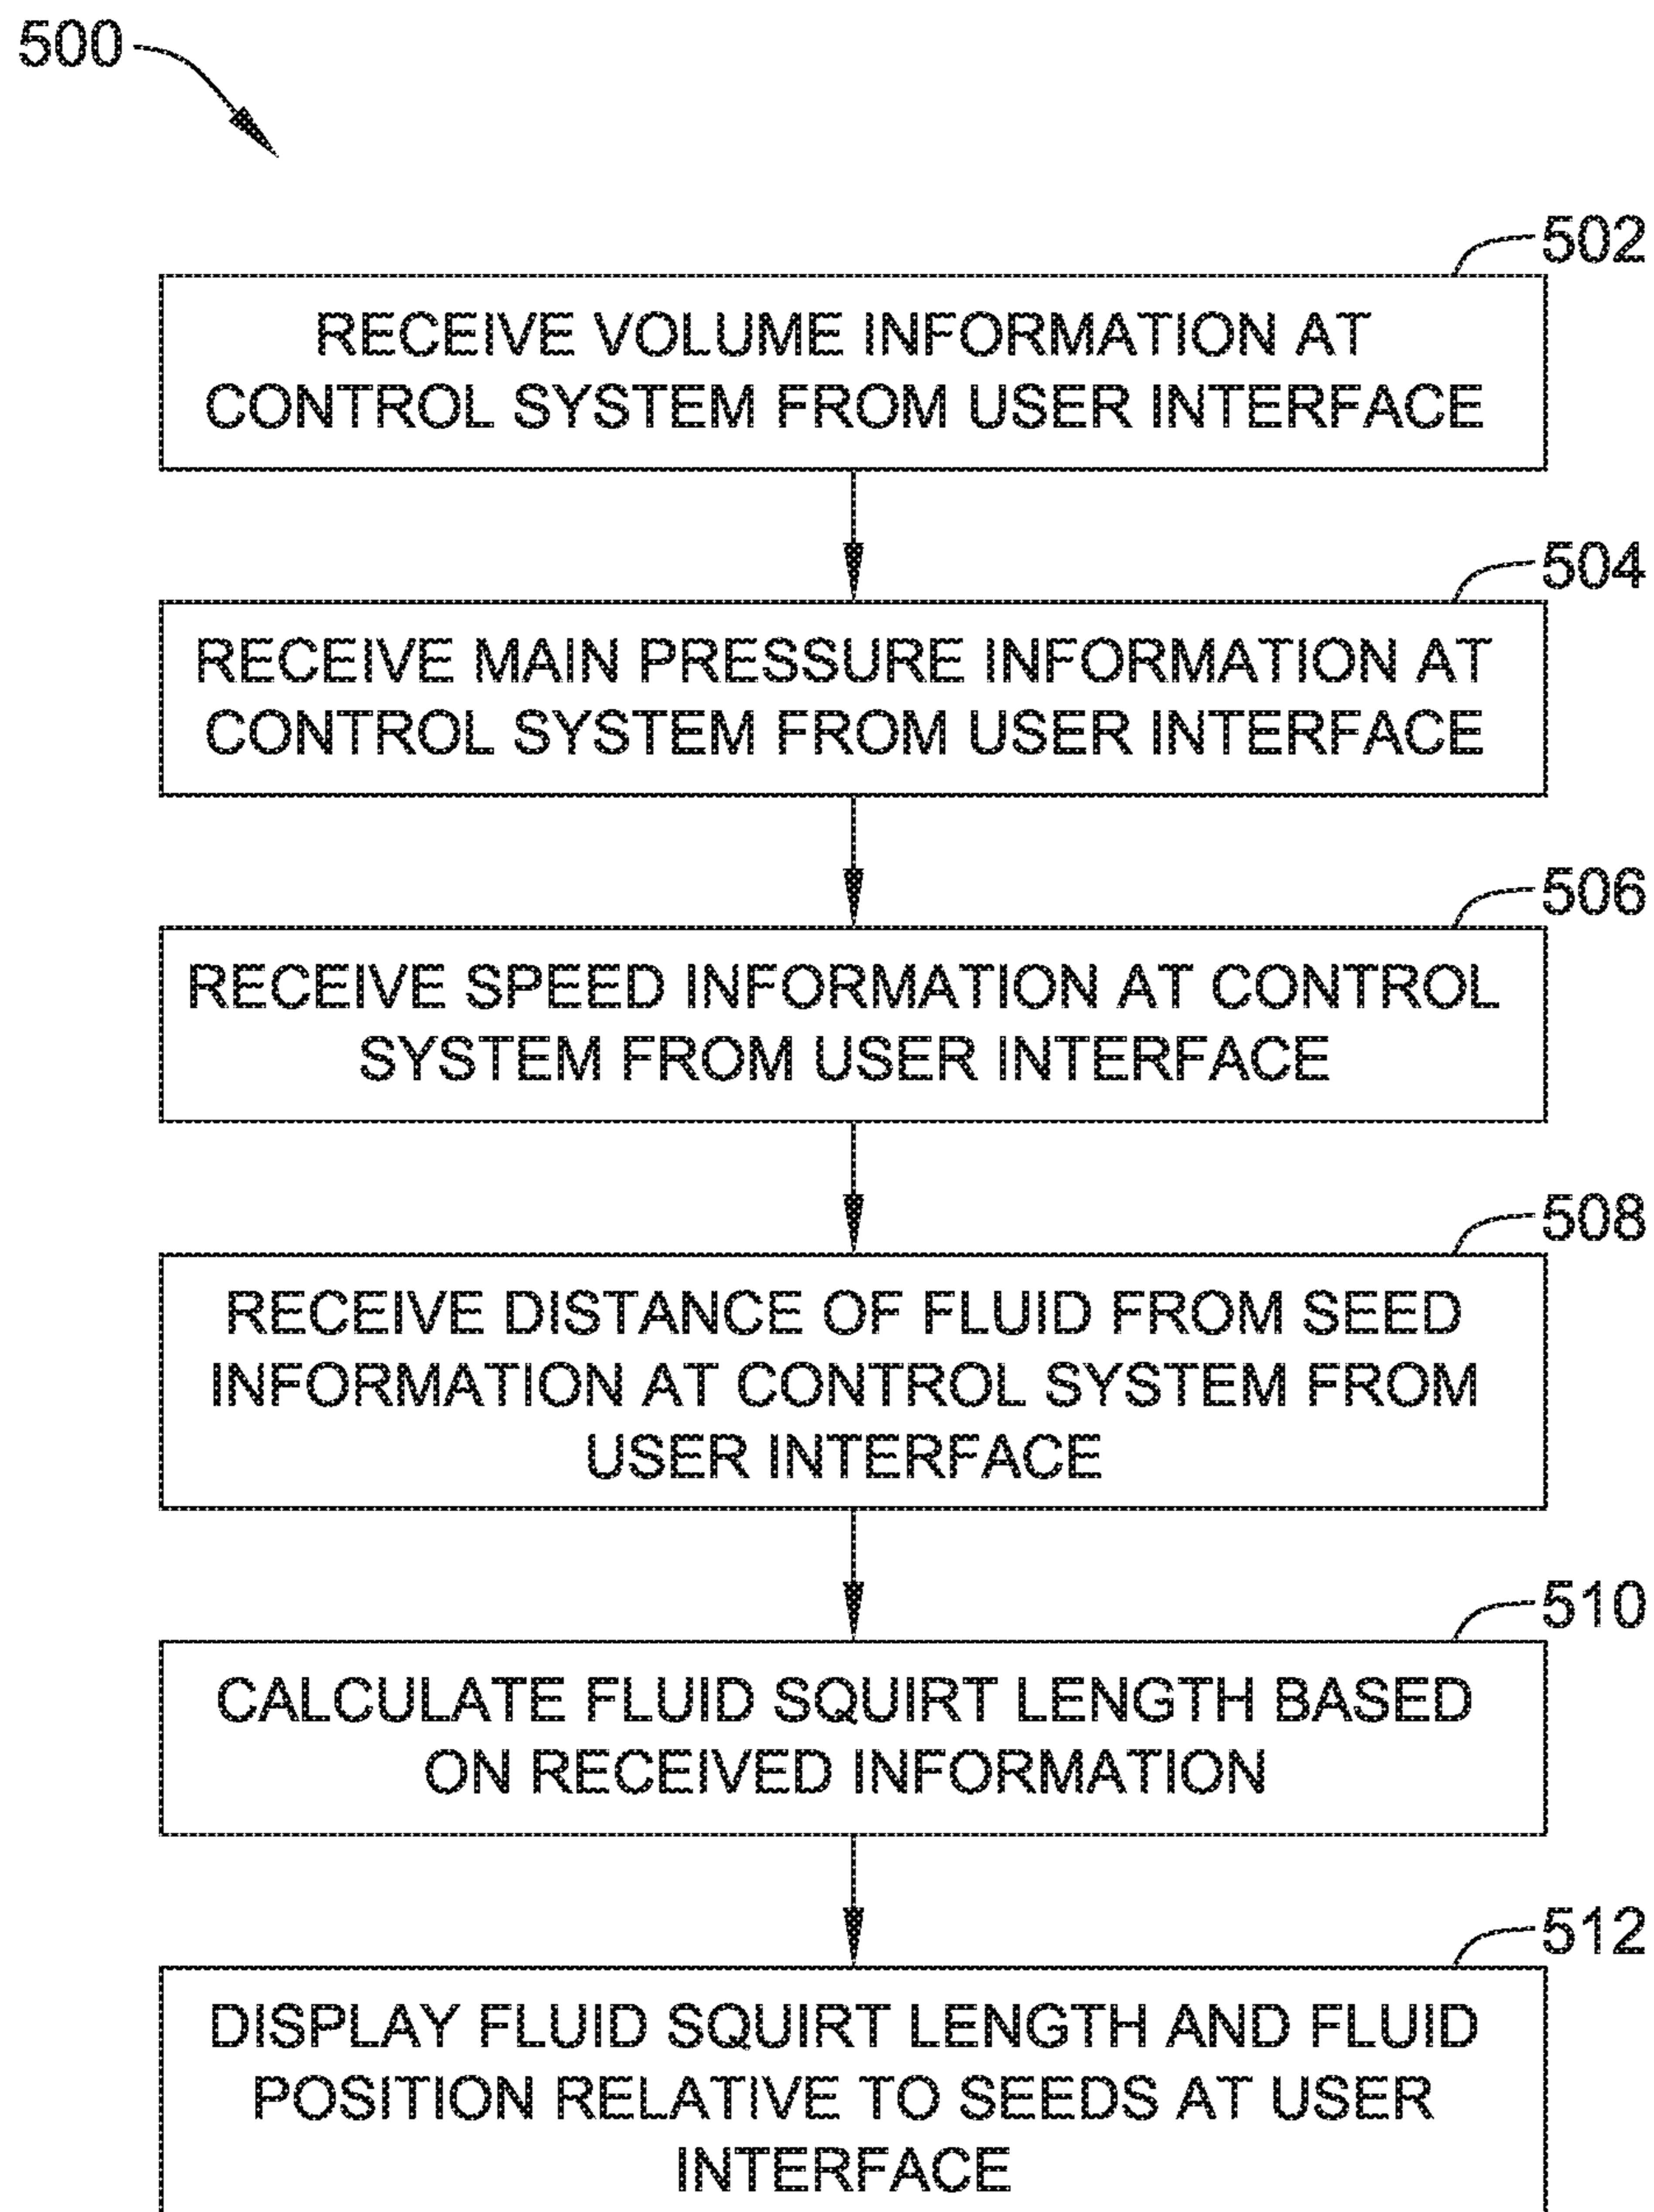 500
502
RECEIVE VOLUME INFORMATION AT
CONTROL SYSTEM FROM USER INTERFACE
504
RECEIVE MAIN PRESSURE INFORMATION AT
CONTROL SYSTEM FROM USER INTERFACE
506
RECEIVE SPEED INFORMATION AT CONTROL
SYSTEM FROM USER INTERFACE
508
RECEIVE DISTANCE OF FLUID FROM SEED
INFORMATION AT CONTROL SYSTEM FROM
USER INTERFACE
510
CALCULATE FLUID SQUIRT LENGTH BASED
ON RECEIVED INFORMATION
512
DISPLAY FLUID SQUIRT LENGTH AND FLUID
POSITION RELATIVE TO SEEDS AT USER
INTERFACE